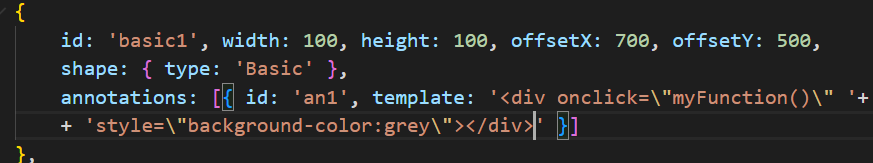 {
id: 'basic1', width: 100, height: 100, offsetX: 700, offsetY: 500,
shape: { type: 'Basic' },
annotations: [{ id: 'an1', template: '<div onclick=\"myFunction()\" '+
+ 'style=\"background-color:grey\"></div>' }]
},